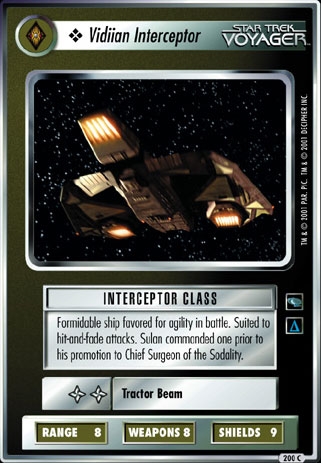 ❖ Vidiian Interceptor
STAR TREK
VOYAGER™
TM & © 2001 PAR. PIC. TM & © 2001 DECIPHER INC.
INTERCEPTOR CLASS
Formidable ship favored for agility in battle. Suited to
hit-and-fade attacks. Sulan commanded one prior to
his promotion to Chief Surgeon of the Sodality.
Tractor Beam
RANGE 8
WEAPONS 8
SHIELDS 9
200 C